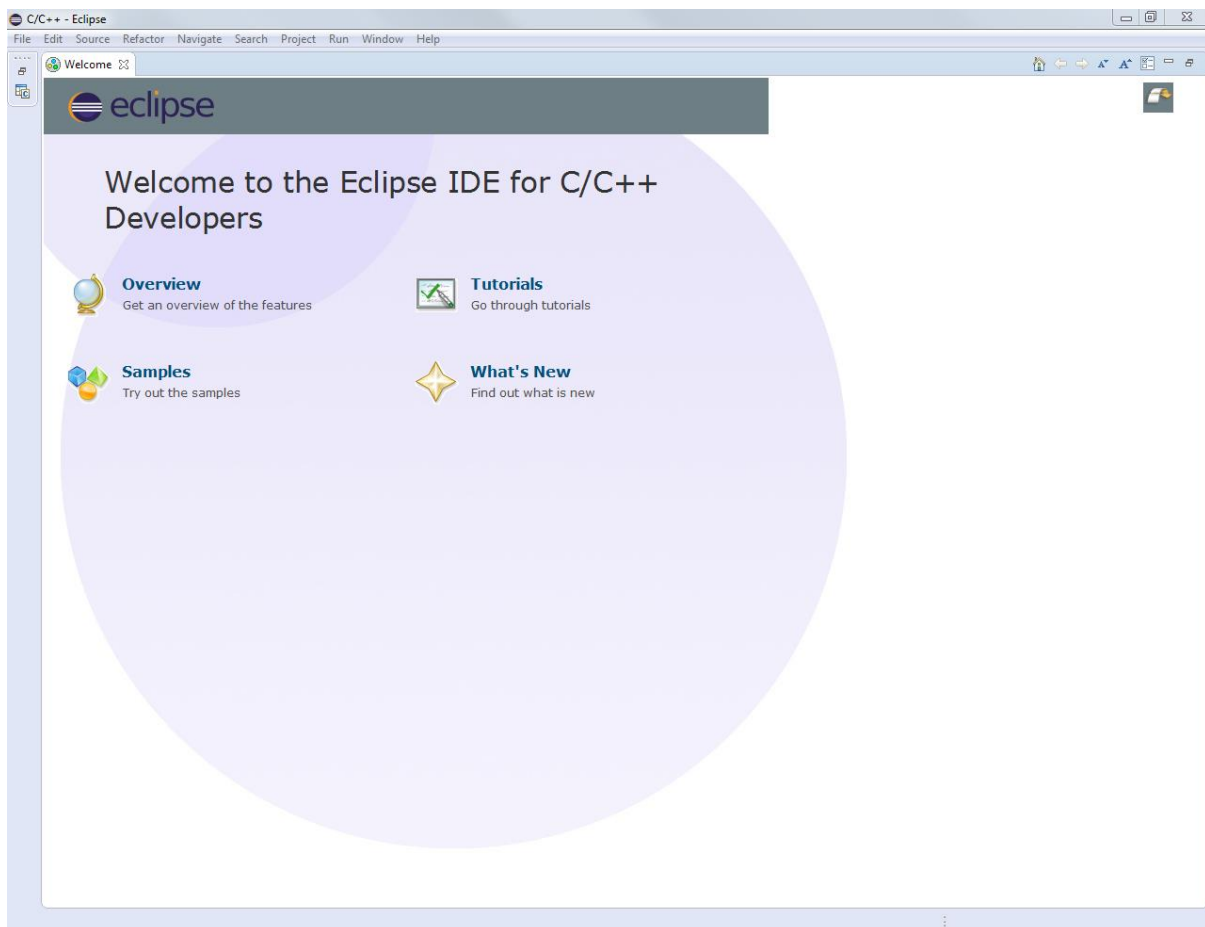 C/C++ - Eclipse
File Edit Source Refactor Navigate Search Project Run Window Help
Welcome
eclipse
Welcome to the Eclipse IDE for C/C++
Developers
Overview
Get an overview of the features
Tutorials
Go through tutorials
Samples
Try out the samples
What's New
Find out what is new